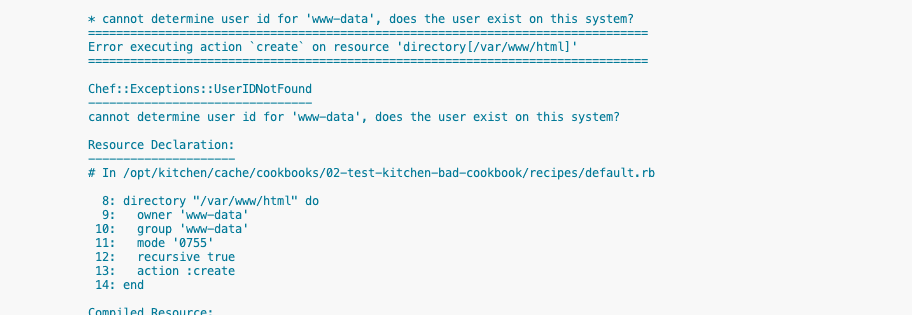 * cannot determine user id for 'www-data', does the user exist on this system?
================================================================================
Error executing action `create` on resource 'directory[/var/www/html]'
================================================================================
Chef::Exceptions::UserIDNotFound
--------------------------------
cannot determine user id for 'www-data', does the user exist on this system?
Resource Declaration:
---------------------
# In /opt/kitchen/cache/cookbooks/02-test-kitchen-bad-cookbook/recipes/default.rb
8: directory "/var/www/html" do
9:   owner 'www-data'
10:   group 'www-data'
11:   mode '0755'
12:   recursive true
13:   action :create
14: end
Compiled Resource: